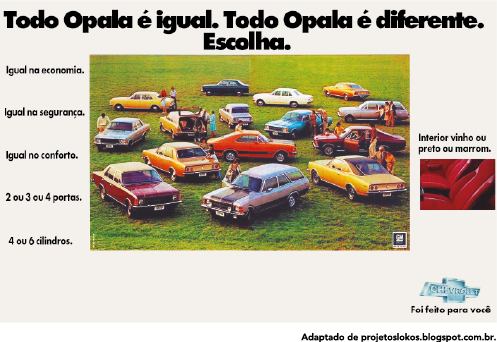 Todo Opala é igual. Todo Opala é diferente.
Escolha.
Igual na economia.
Igual na segurança.
Igual no conforto.
2 ou 3 ou 4 portas.
4 ou 6 cilindros.
Interior vinho ou
preto ou marrom.
GM
CHEVROLET
Foi feito para você
Adaptado de projetoslokos.blogspot.com.br.